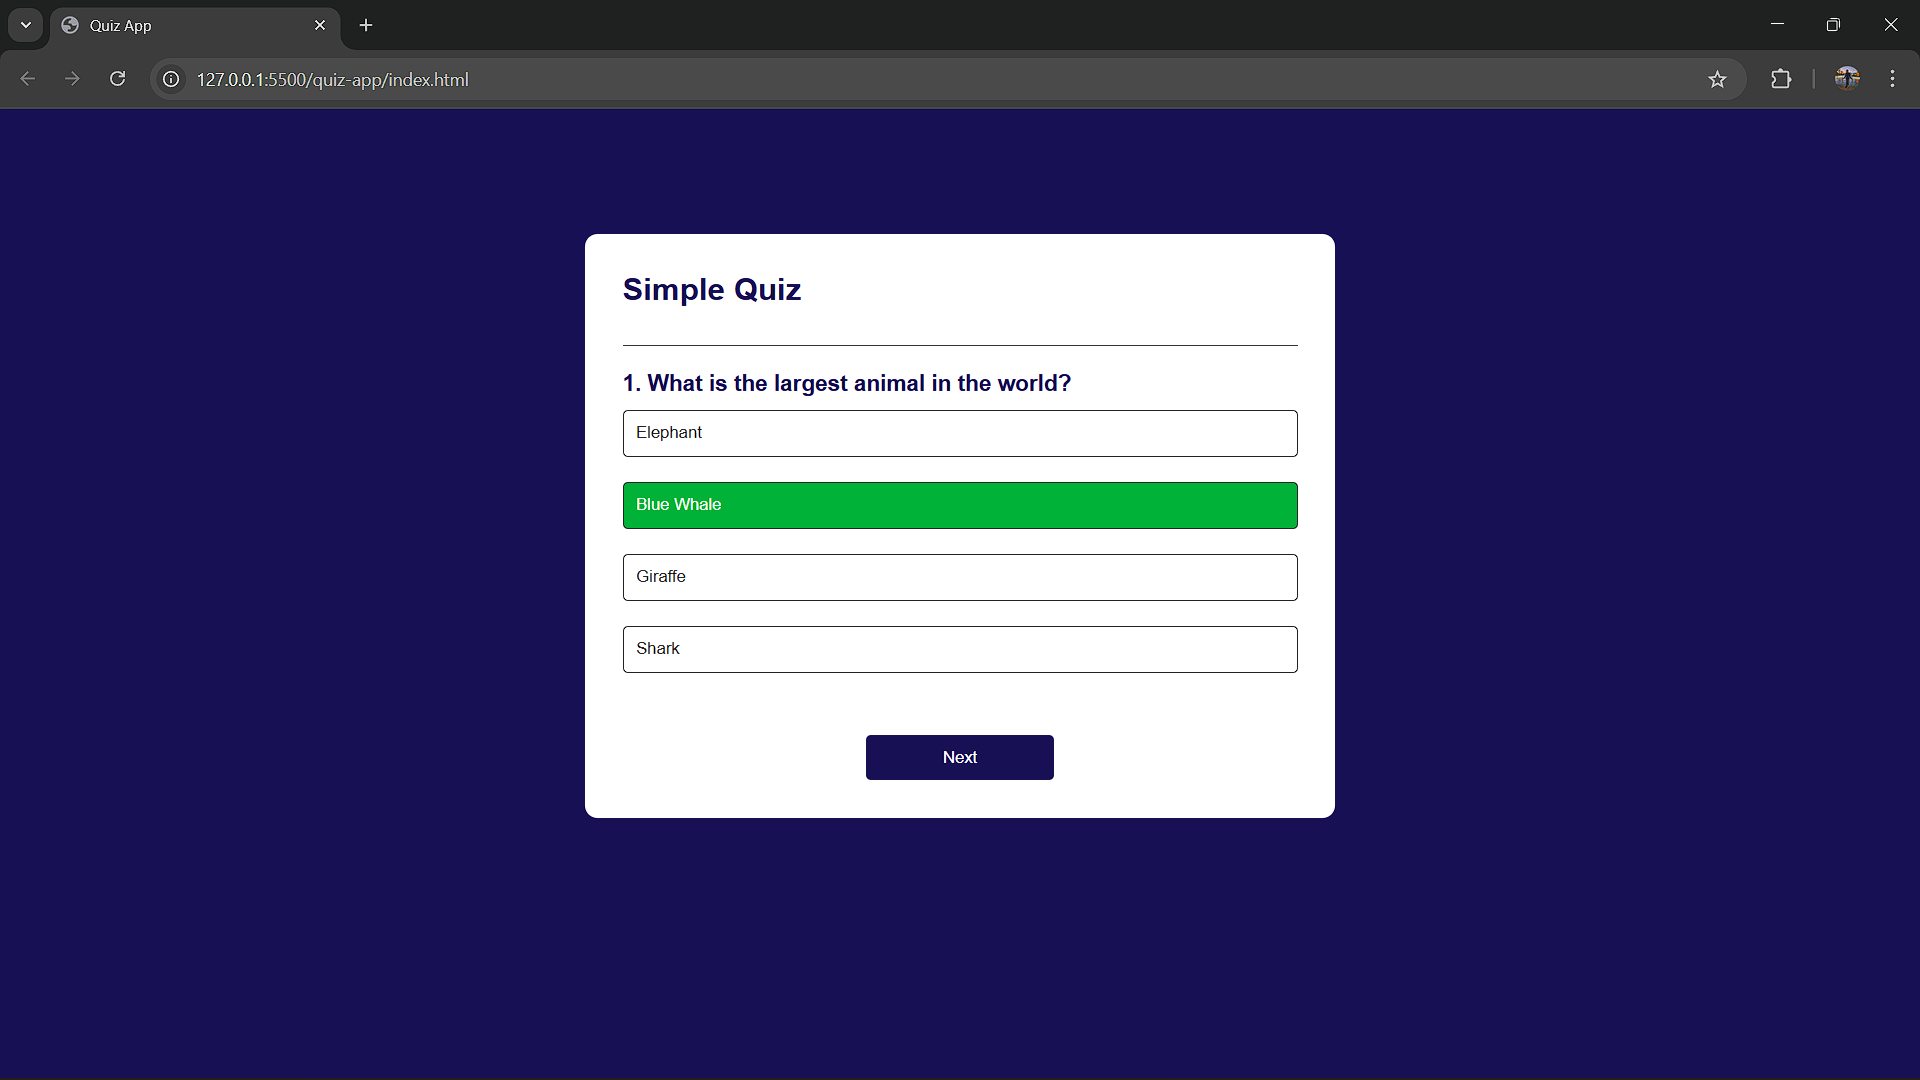 Quiz App
127.0.0.1:5500/quiz-app/index.html
Simple Quiz
1. What is the largest animal in the world?
Elephant
Blue Whale
Giraffe
Shark
Next